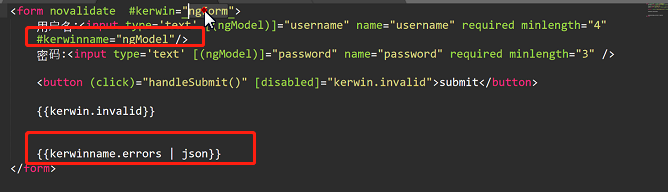 <form novalidate #kerwin="ngForm">
用户名:<input type='text' [(ngModel)]="username" name="username" required minlength="4"
#kerwinname="ngModel"/>
密码:<input type='text' [(ngModel)]="password" name="password" required minlength="3" />
<button (click)="handleSubmit()" [disabled]="kerwin.invalid">submit</button>
{{kerwin.invalid}}
{{kerwinname.errors | json}}
</form>